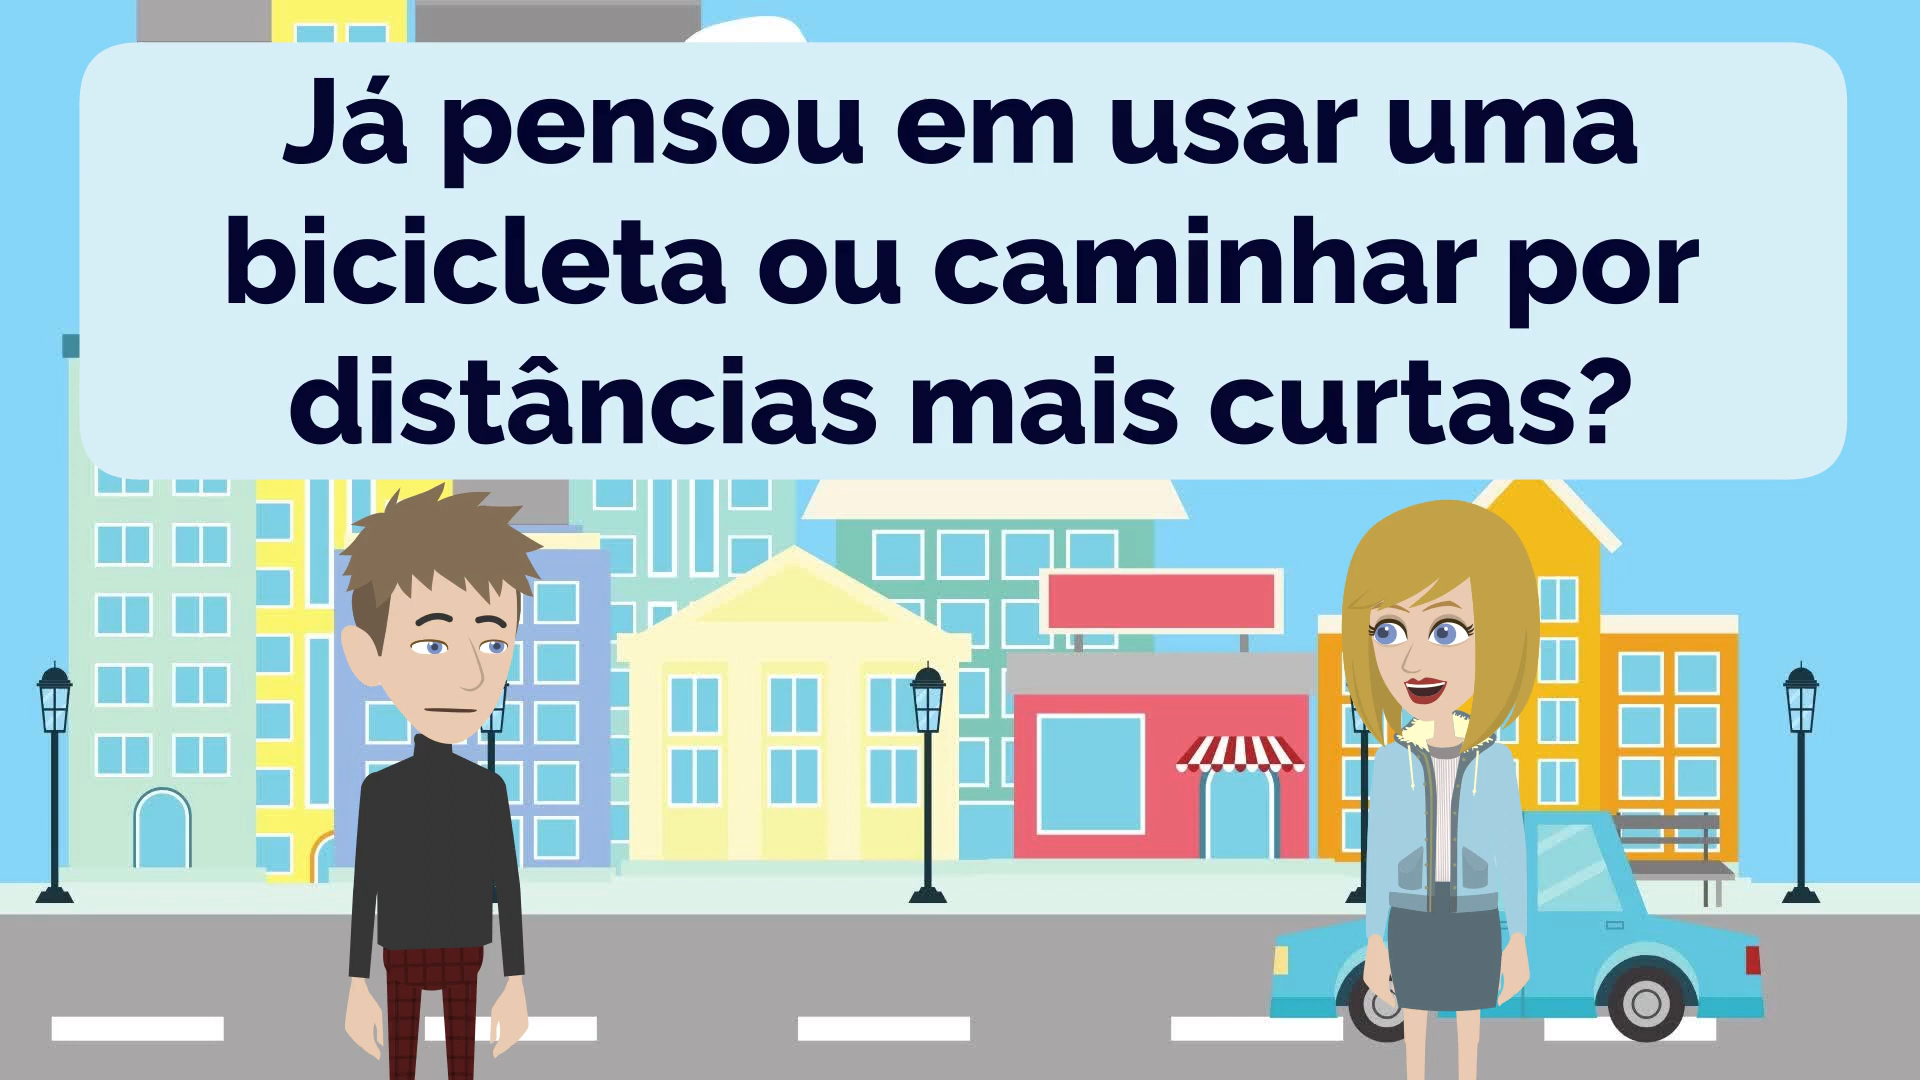 Já pensou em usar uma
bicicleta ou caminhar por
distâncias mais curtas?